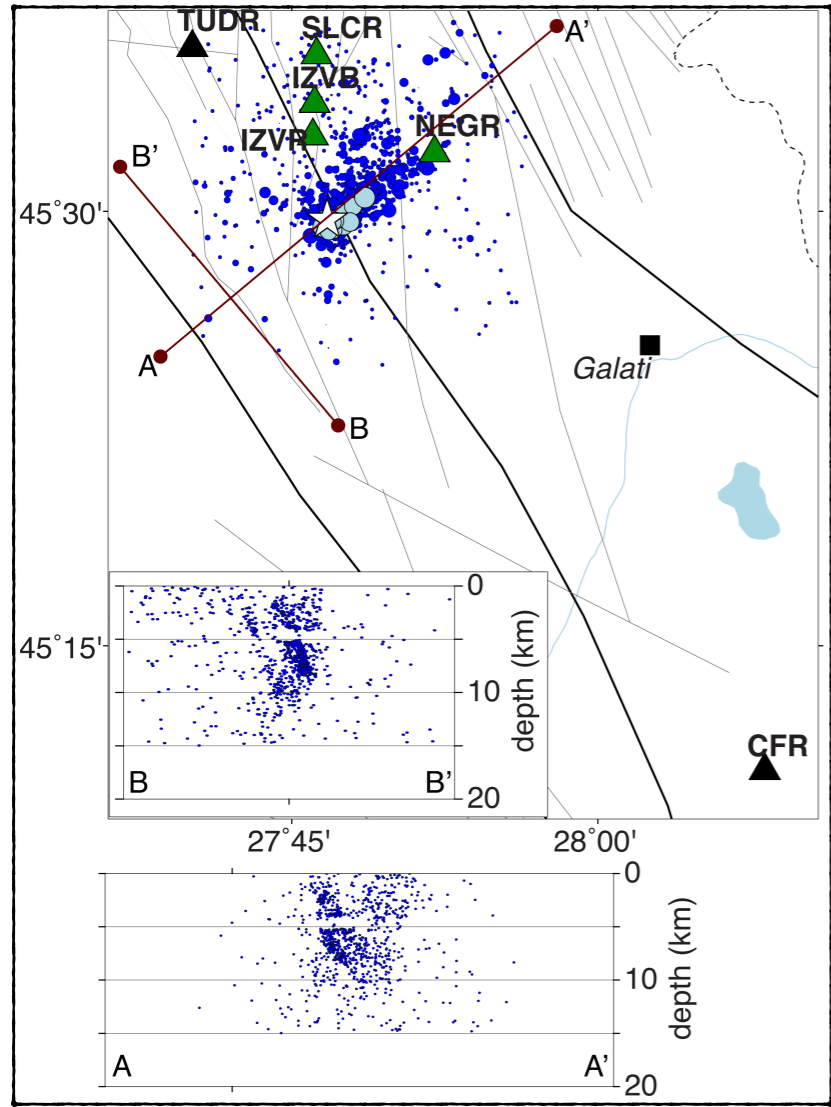 TUDR
SLCR
A’
IZVB
IZVR
NEGR
B’
45˚30'
A
Galati
B
0
10
20
depth (km)
B
B’
45˚15'
CFR
27˚45'
28˚00'
0
10
20
depth (km)
A
A’